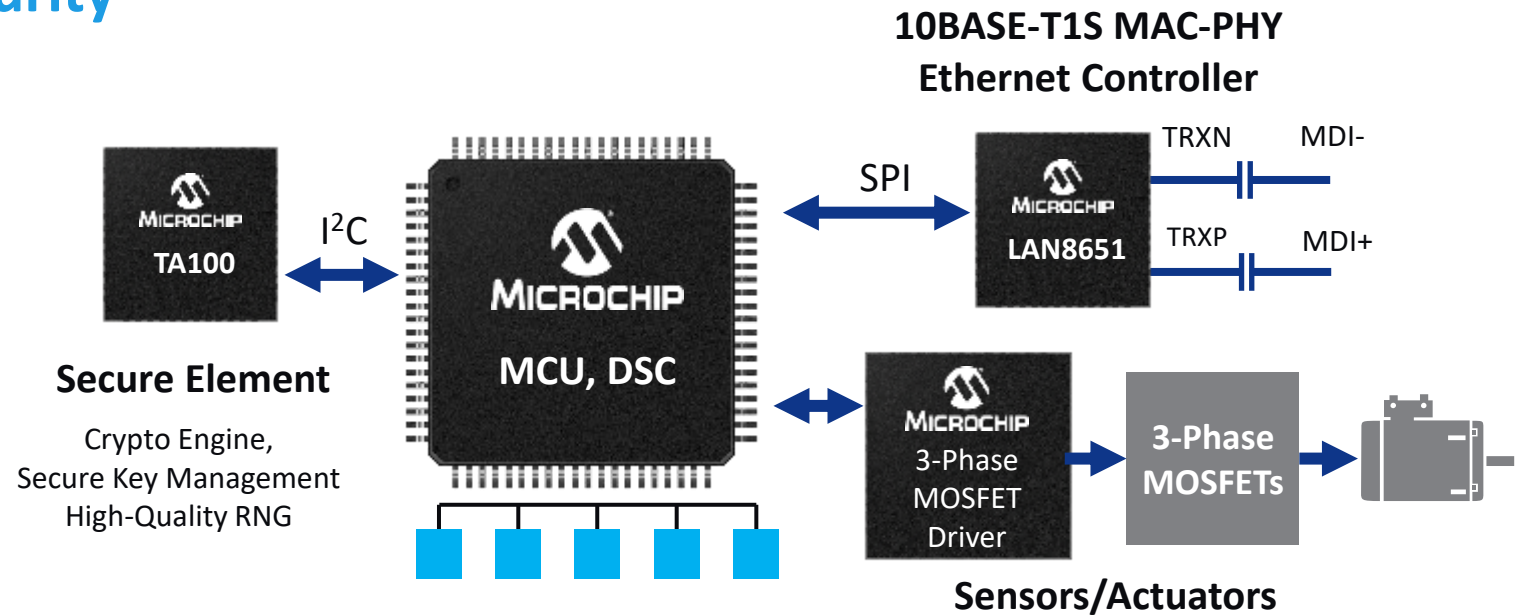 10BASE-T1S MAC-PHY
Ethernet Controller
MICROCHIP
TA100
I²C
Secure Element
Crypto Engine,
Secure Key Management
High-Quality RNG
MICROCHIP
MCU, DSC
SPI
MICROCHIP
LAN8651
TRXN
MDI-
TRXP
MDI+
MICROCHIP
3-Phase
MOSFET
Driver
3-Phase
MOSFETs
Sensors/Actuators